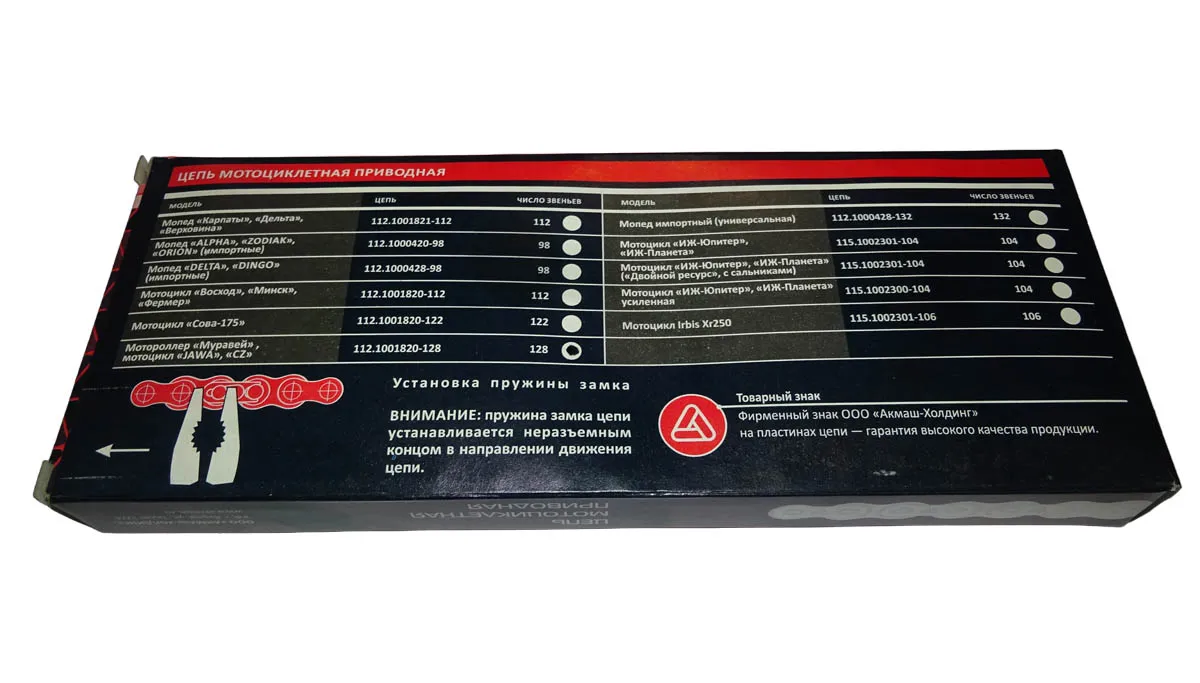 ЦЕПЬ МОТОЦИКЛЕТНАЯ ПРИВОДНАЯ
МОДЕЛЬ ЦЕПЬ ЧИСЛО ЗВЕНЬЕВ
Мопед «Карпаты», «Дельта»,
«Верховина» 112.1001821-112 112
Мопед «ALPHA», «ZODIAK»,
«ORION» (импортные) 112.1000420-98 98
Мопед «DELTA», «DINGO»
(импортные) 112.1000428-98 98
Мотоцикл «Восход», «Минск»,
«Фермер» 112.1001820-112 112
Мотоцикл «Сова-175» 112.1001820-122 122
Мотороллер «Муравей» ,
мотоцикл «JAWA», «CZ» 112.1001820-128 128
МОДЕЛЬ ЦЕПЬ ЧИСЛО ЗВЕНЬЕВ
Мопед импортный (универсальная) 112.1000428-132 132
Мотоцикл «ИЖ-Юпитер»,
«ИЖ-Планета» 115.1002301-104 104
Мотоцикл «ИЖ-Юпитер», «ИЖ-Планета»
(«Двойной ресурс», с сальниками) 115.1002301-104 104
Мотоцикл «ИЖ-Юпитер», «ИЖ-Планета»
усиленная 115.1002300-104 104
Мотоцикл Irbis Xr250 115.1002301-106 106
Установка пружины замка
ВНИМАНИЕ: пружина замка цепи
устанавливается неразъемным
концом в направлении движения
цепи.
Товарный знак
Фирменный знак ООО «Акмаш-Холдинг»
на пластинах цепи — гарантия высокого качества продукции.
ЦЕПЬ
МОТОЦИКЛЕТНАЯ
ПРИВОДНАЯ
ООО «Акмаш-Холдинг»